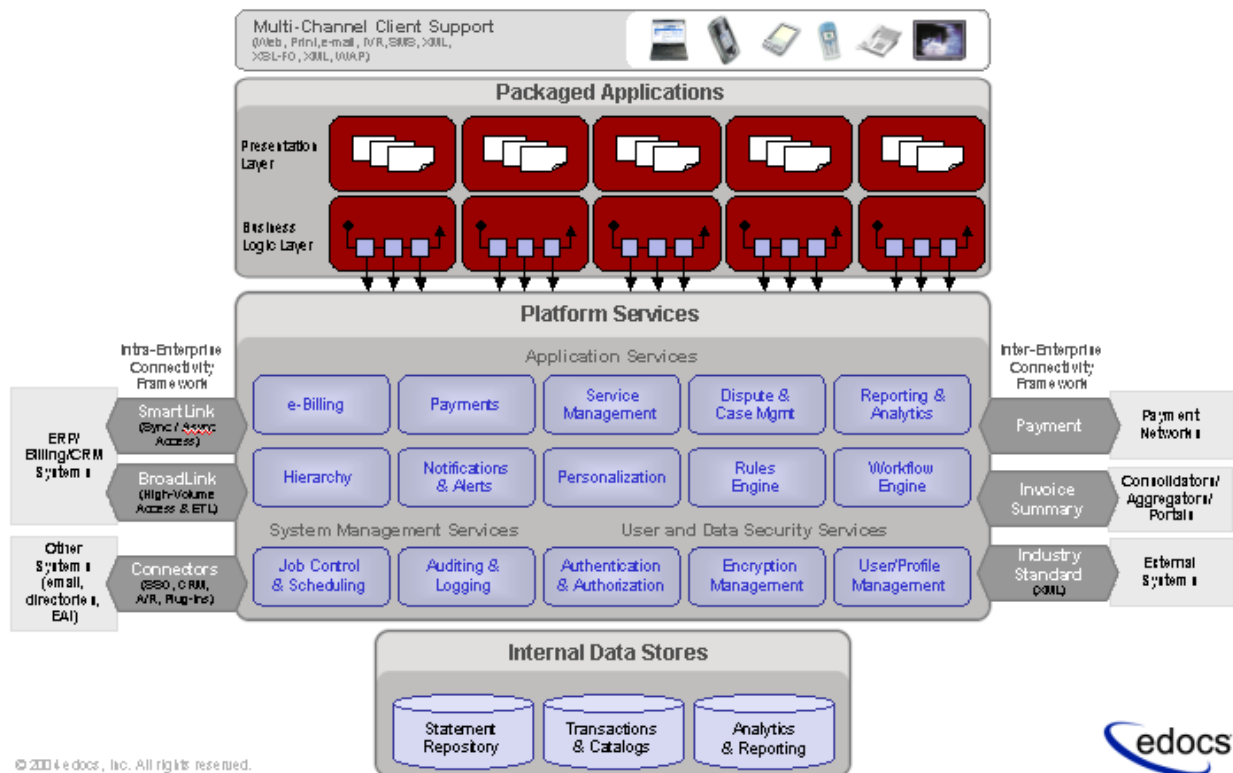 Multi-Channel Client Support
(Web, Print,e-mail, IVR,SMS, XML,
XSL-FO, XML, WAP)
Packaged Applications
Presentation
Layer
Business
Logic Layer
Platform Services
Application Services
Intra-Enterprise
Connectivity
Framework
Inter-Enterprise
Connectivity
Framework
e-Billing
Payments
Service
Management
Dispute &
Case Mgmt
Reporting &
Analytics
SmartLink
(Sync / Async
Access)
ERP/
Billing/CRM
Systems
Payment
Payment
Networks
Hierarchy
Notifications
& Alerts
Personalization
Rules
Engine
Workflow
Engine
BroadLink
(High-Volume
Access & ETL)
Invoice
Summary
Consolidators/
Aggregators/
Portals
System Management Services
User and Data Security Services
Other
Systems
(email,
directories,
EAI)
Connectors
(SSO, CRM,
A/R, Plug-ins)
Job Control
& Scheduling
Auditing &
Logging
Authentication
& Authorization
Encryption
Management
User/Profile
Management
Industry
Standard
(XML)
External
Systems
Internal Data Stores
Statement
Repository
Transactions
& Catalogs
Analytics
& Reporting
edocs
© 2004 edocs, Inc. All rights reserved.